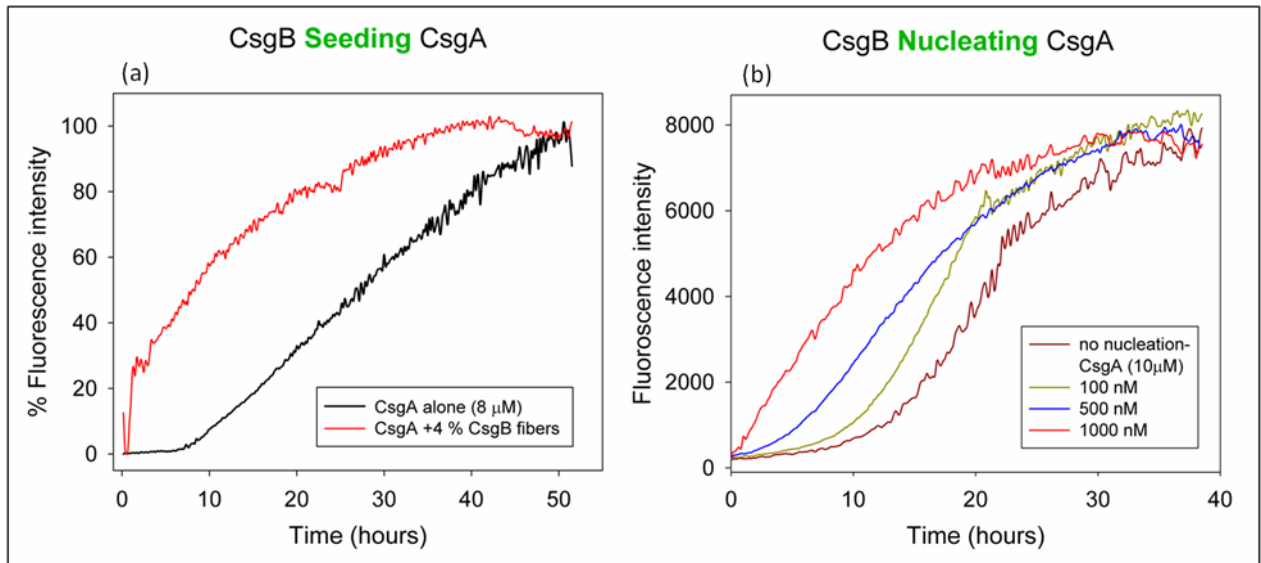 CsgB Seeding CsgA
(a)
% Fluorescence intensity
100
80
60
40
20
0
CsgA alone (8 μM)
CsgA +4 % CsgB fibers
0 10 20 30 40 50
Time (hours)
CsgB Nucleating CsgA
(b)
Fluoroscence intensity
8000
6000
4000
2000
0
no nucleation-
CsgA (10μM)
100 nM
500 nM
1000 nM
0 10 20 30 40
Time (hours)